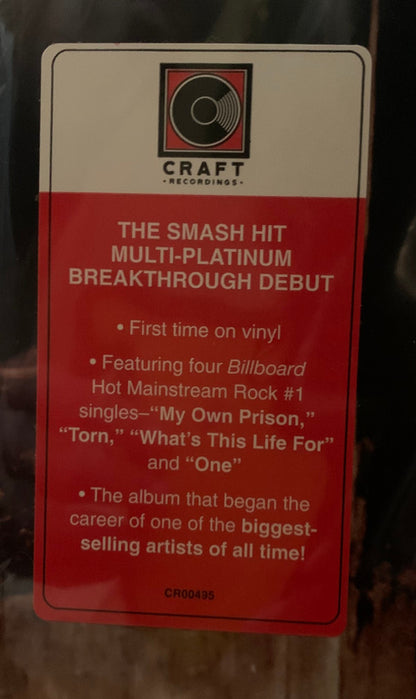 CRAFT
• RECORDINGS •
THE SMASH HIT
MULTI-PLATINUM
BREAKTHROUGH DEBUT
• First time on vinyl
• Featuring four Billboard
Hot Mainstream Rock #1
singles–“My Own Prison,”
“Torn,” “What’s This Life For”
and “One”
• The album that began the
career of one of the biggest-
selling artists of all time!
CR00495